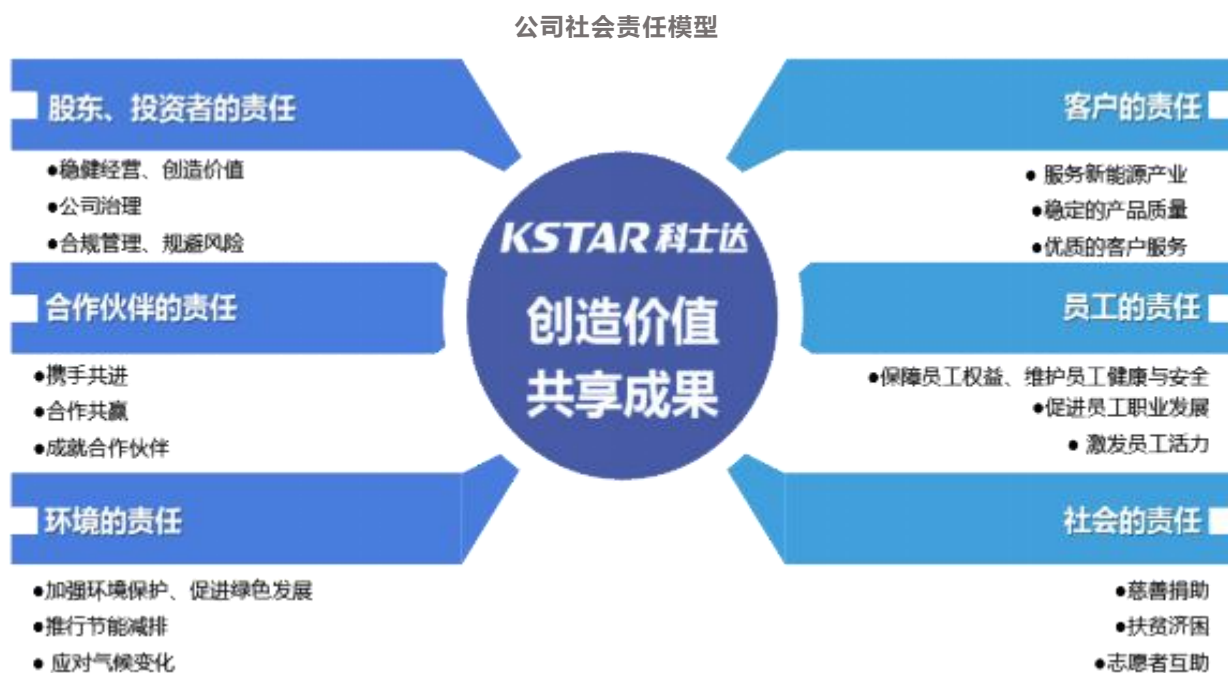 公司社会责任模型
股东、投资者的责任
●稳健经营、创造价值
●公司治理
●合规管理、规避风险
合作伙伴的责任
●携手共进
●合作共赢
●成就合作伙伴
环境的责任
●加强环境保护、促进绿色发展
●推行节能减排
● 应对气候变化
KSTAR 科士达
创造价值
共享成果
客户的责任
● 服务新能源产业
●稳定的产品质量
●优质的客户服务
员工的责任
●保障员工权益、维护员工健康与安全
●促进员工职业发展
● 激发员工活力
社会的责任
●慈善捐助
●扶贫济困
●志愿者互助